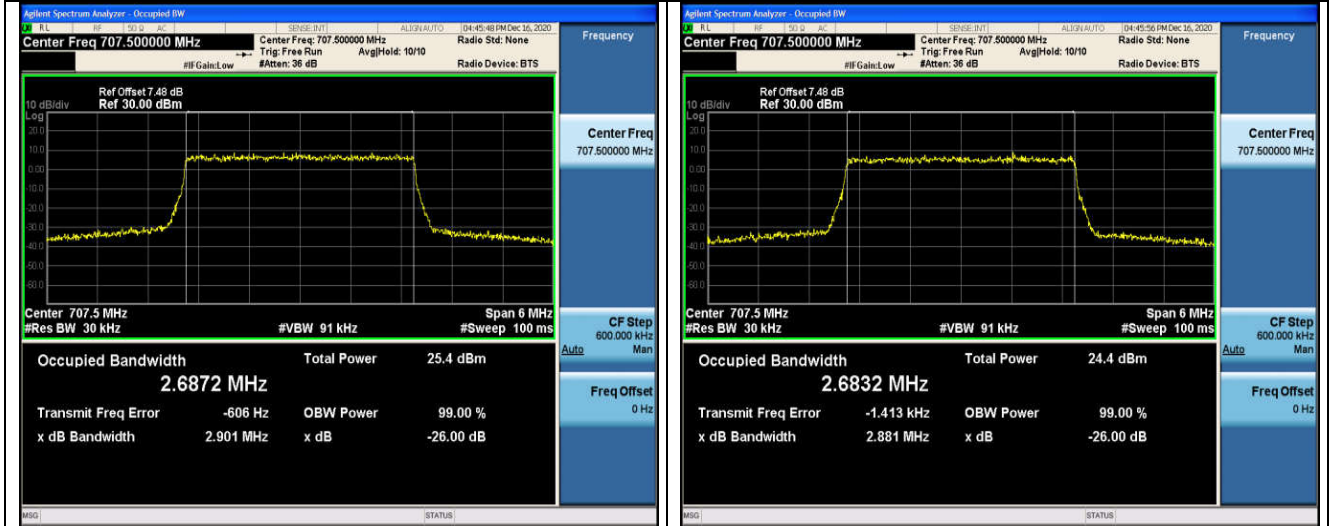 Agilent Spectrum Analyzer - Occupied BW
RL RF 50 Ω AC SENSE:INT ALIGN AUTO 04:45:48 PM Dec 16, 2020
Center Freq 707.500000 MHz
Center Freq: 707.500000 MHz
Radio Std: None
Trig: Free Run
Avg|Hold: 10/10
#IFGain:Low
#Atten: 36 dB
Radio Device: BTS
Ref Offset 7.48 dB
10 dB/div
Ref 30.00 dBm
Log
20.0
10.0
0.00
-10.0
-20.0
-30.0
-40.0
-50.0
-60.0
Center 707.5 MHz
Span 6 MHz
#Res BW 30 kHz
#VBW 91 kHz
#Sweep 100 ms
Occupied Bandwidth
Total Power
25.4 dBm
2.6872 MHz
Transmit Freq Error
-606 Hz
OBW Power
99.00 %
x dB Bandwidth
2.901 MHz
x dB
-26.00 dB
MSG
STATUS
Frequency
Center Freq
707.500000 MHz
CF Step
600.000 kHz
Auto Man
Freq Offset
0 Hz
Agilent Spectrum Analyzer - Occupied BW
RL RF 50 Ω AC SENSE:INT ALIGN AUTO 04:45:56 PM Dec 16, 2020
Center Freq 707.500000 MHz
Center Freq: 707.500000 MHz
Radio Std: None
Trig: Free Run
Avg|Hold: 10/10
#IFGain:Low
#Atten: 36 dB
Radio Device: BTS
Ref Offset 7.48 dB
10 dB/div
Ref 30.00 dBm
Log
20.0
10.0
0.00
-10.0
-20.0
-30.0
-40.0
-50.0
-60.0
Center 707.5 MHz
Span 6 MHz
#Res BW 30 kHz
#VBW 91 kHz
#Sweep 100 ms
Occupied Bandwidth
Total Power
24.4 dBm
2.6832 MHz
Transmit Freq Error
-1.413 kHz
OBW Power
99.00 %
x dB Bandwidth
2.881 MHz
x dB
-26.00 dB
MSG
STATUS
Frequency
Center Freq
707.500000 MHz
CF Step
600.000 kHz
Auto Man
Freq Offset
0 Hz